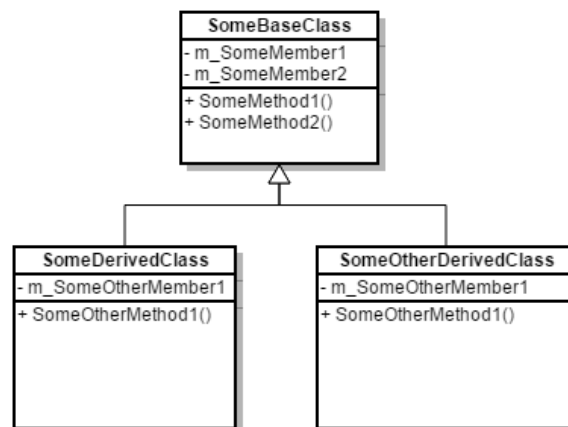 SomeBaseClass
- m_SomeMember1
- m_SomeMember2
+ SomeMethod1()
+ SomeMethod2()
SomeDerivedClass
- m_SomeOtherMember1
+ SomeOtherMethod1()
SomeOtherDerivedClass
- m_SomeOtherMember1
+ SomeOtherMethod1()